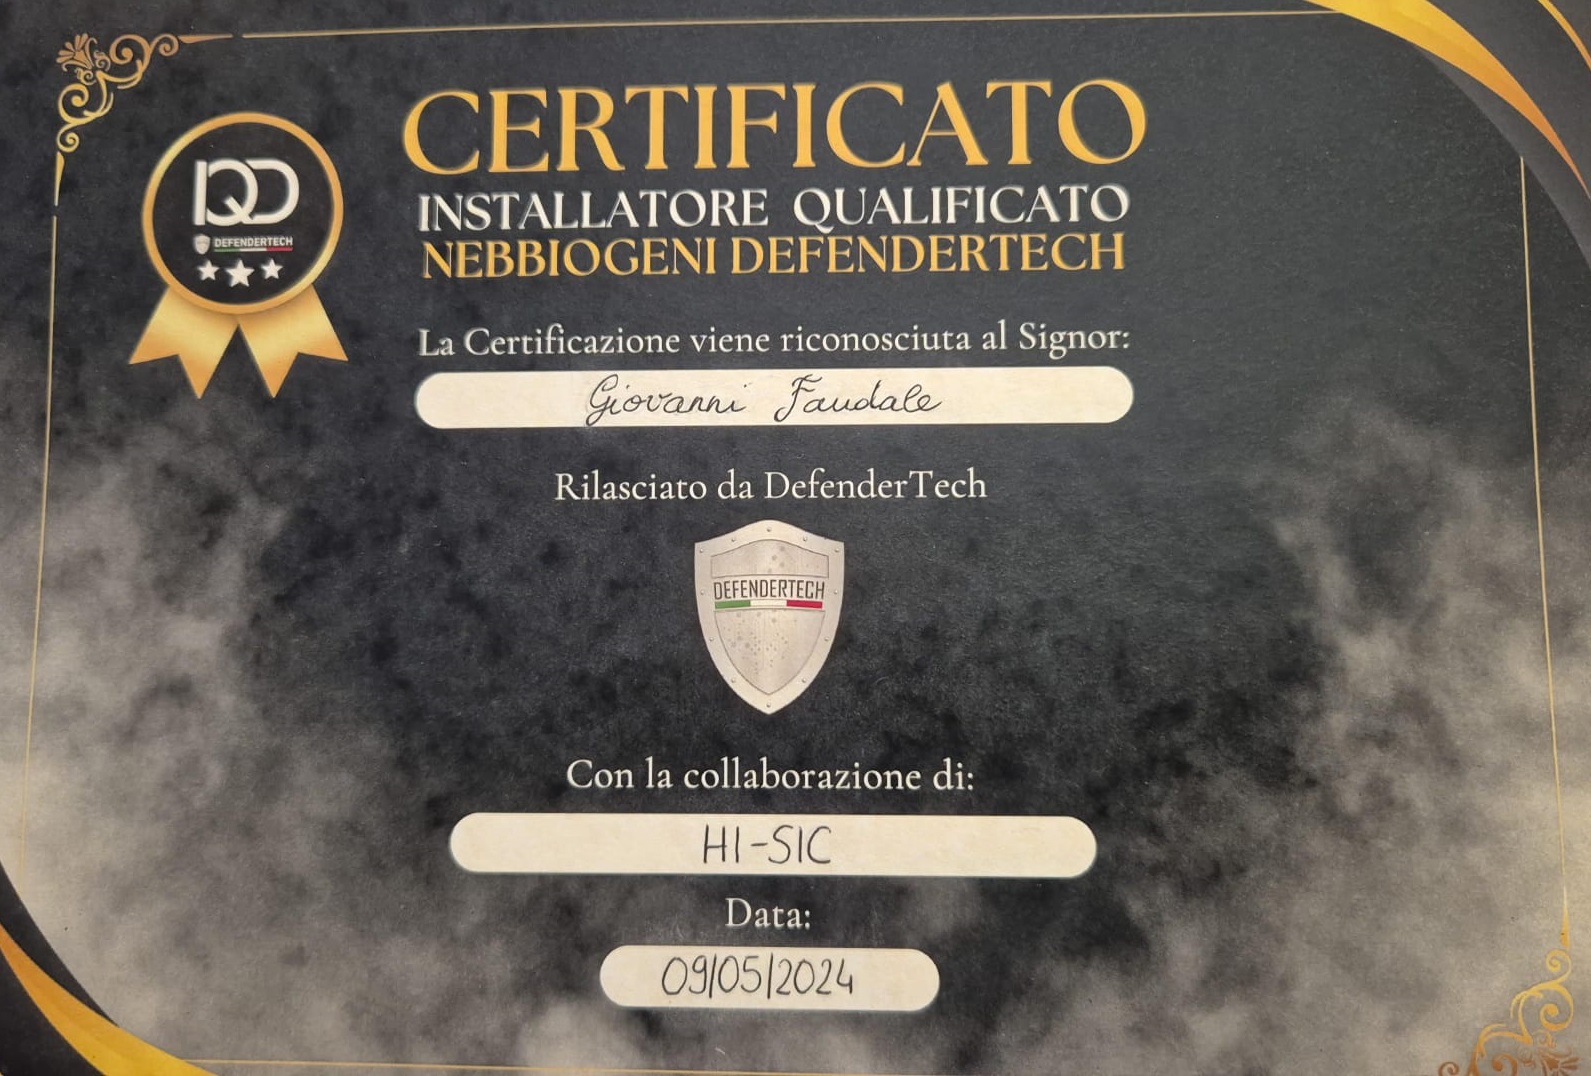 CERTIFICATO
INSTALLATORE QUALIFICATO
NEBBIOGENI DEFENDERTECH
IQD
DEFENDERTECH
La Certificazione viene riconosciuta al Signor:
Giovanni Faudale
Rilasciato da DefenderTech
DEFENDERTECH
Con la collaborazione di:
HI-SIC
Data:
09/05/2024